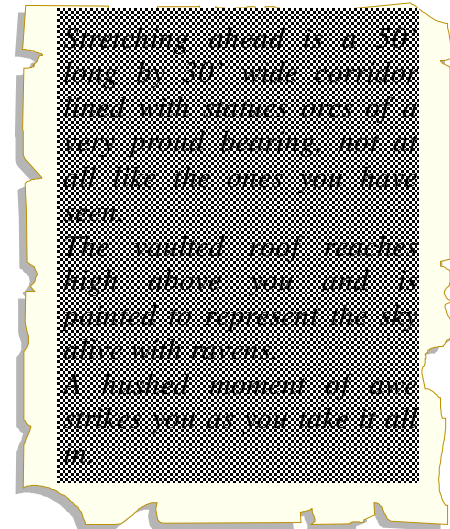 Stretching ahead is a 50'
long by 30' wide corridor
lined with statues orcs of a
very proud bearing, not at
all like the ones you have
seen.
The vaulted roof reaches
high above you and is
painted to represent the sky
alive with ravens.
A hushed moment of awe
strikes you as you take it all
in.